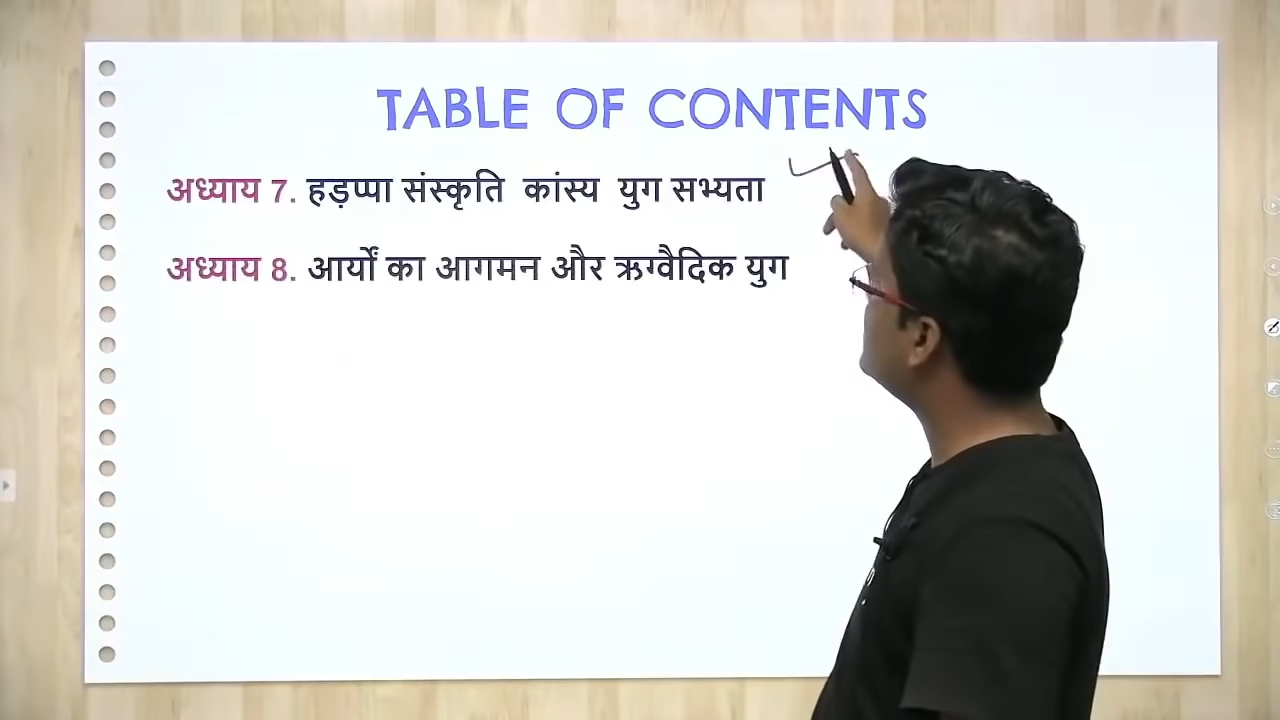 TABLE OF CONTENTS
अध्याय 7. हड़प्पा संस्कृति कांस्य युग सभ्यता
अध्याय 8. आर्यों का आगमन और ऋग्वैदिक युग